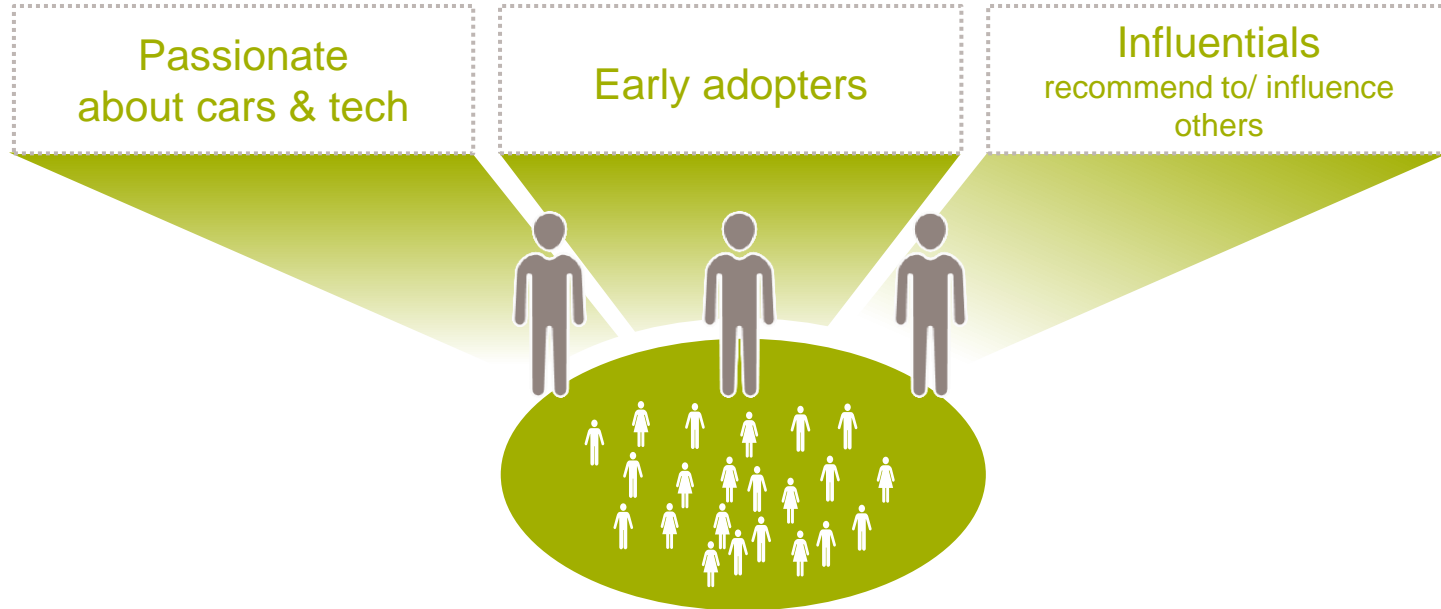 Passionate
about cars & tech
Early adopters
Influentials
recommend to/ influence
others